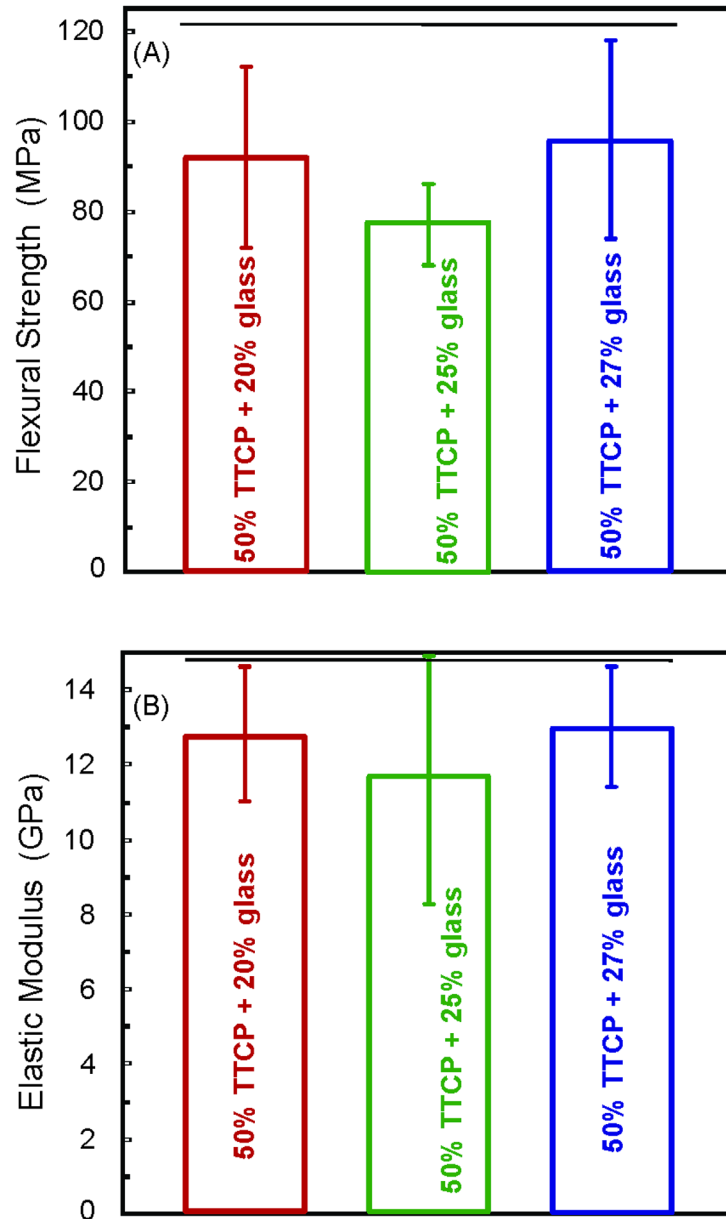 120
(A)
100
80
60
40
20
0
Flexural Strength (MPa)
50% TTCP + 20% glass
50% TTCP + 25% glass
50% TTCP + 27% glass
14
(B)
12
10
8
6
4
2
0
Elastic Modulus (GPa)
50% TTCP + 20% glass
50% TTCP + 25% glass
50% TTCP + 27% glass